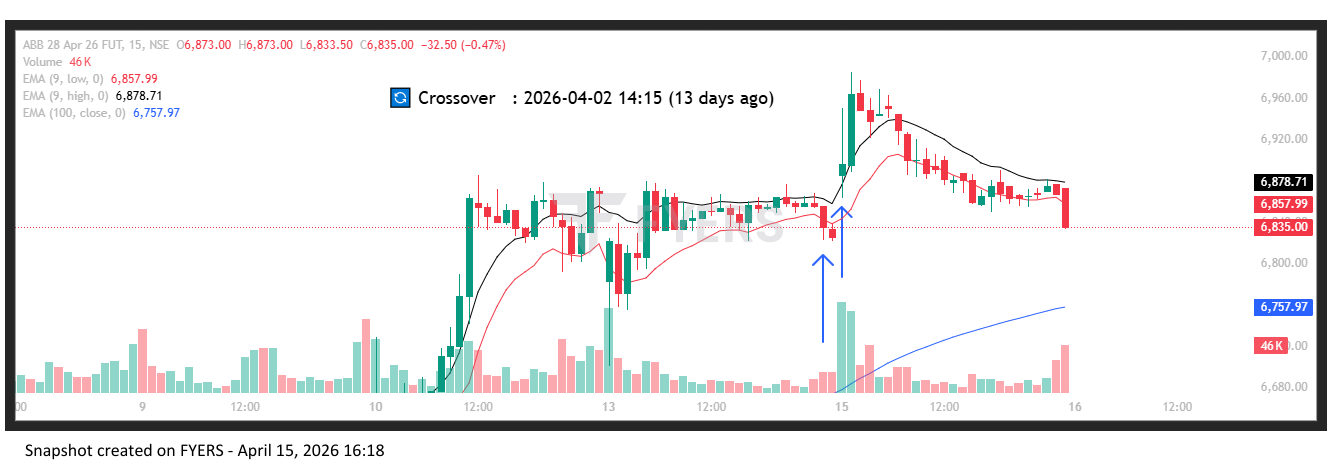 ABB 28 Apr 26 FUT, 15, NSE O6,873.00 H6,873.00 L6,833.50 C6,835.00 −32.50 (−0.47%)
Volume 46K
EMA (9, low, 0) 6,857.99
EMA (9, high, 0) 6,878.71
EMA (100, close, 0) 6,757.97
Crossover : 2026-04-02 14:15 (13 days ago)
FYERS
7,000.00
6,960.00
6,920.00
6,878.71
6,857.99
6,835.00
6,800.00
6,757.97
46K
6,680.00
:00 9 12:00 10 12:00 13 12:00 15 12:00 16 12:00
Snapshot created on FYERS - April 15, 2026 16:18